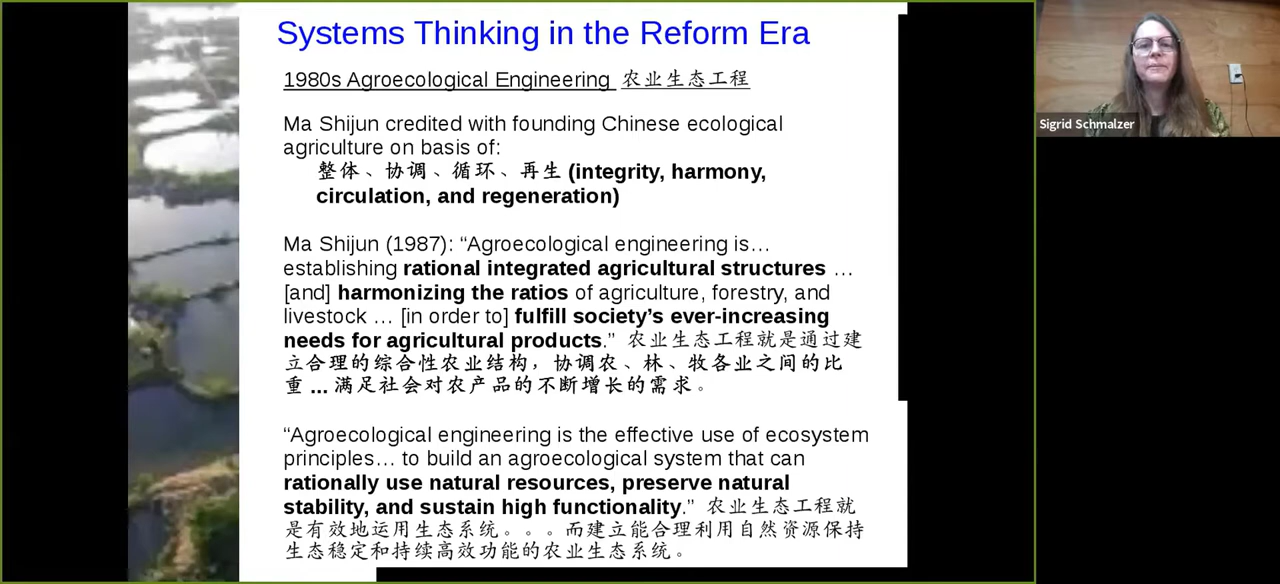 Systems Thinking in the Reform Era
1980s Agroecological Engineering 农业生态工程
Ma Shijun credited with founding Chinese ecological
agriculture on basis of:
整体、协调、循环、再生 (integrity, harmony,
circulation, and regeneration)
Ma Shijun (1987): “Agroecological engineering is…
establishing rational integrated agricultural structures …
[and] harmonizing the ratios of agriculture, forestry, and
livestock … [in order to] fulfill society’s ever-increasing
needs for agricultural products.” 农业生态工程就是通过建
立合理的综合性农业结构，协调农、林、牧各业之间的比
重 ... 满足社会对农产品的不断增长的需求。
“Agroecological engineering is the effective use of ecosystem
principles… to build an agroecological system that can
rationally use natural resources, preserve natural
stability, and sustain high functionality.” 农业生态工程就
是有效地运用生态系统。。。而建立能合理利用自然资源保持
生态稳定和持续高效功能的农业生态系统。
Sigrid Schmalzer